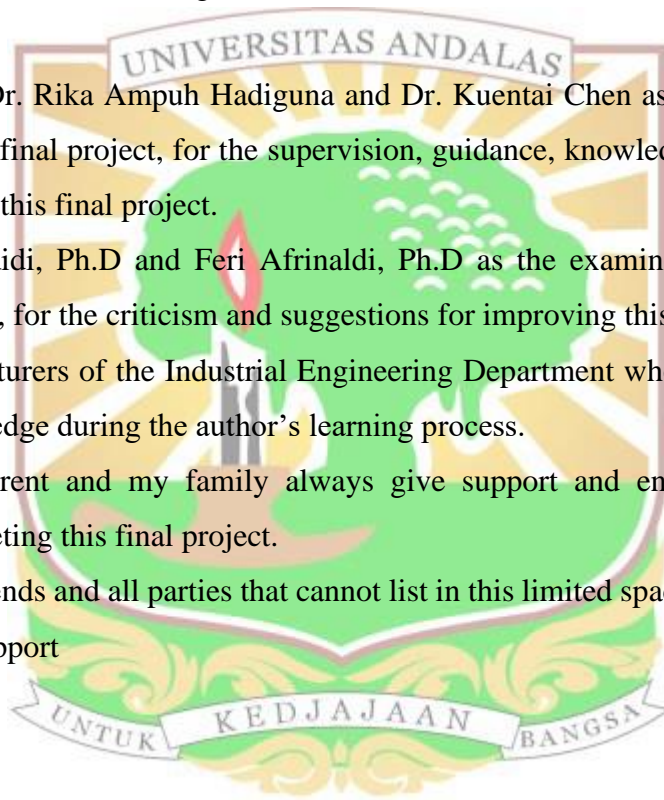 UNIVERSITAS ANDALAS
Dr. Rika Ampuh Hadiguna and Dr. Kuentai Chen as
final project, for the supervision, guidance, knowled
this final project.
idi, Ph.D and Feri Afrinaldi, Ph.D as the examin
, for the criticism and suggestions for improving this
turers of the Industrial Engineering Department wh
edge during the author’s learning process.
rent and my family always give support and en
ting this final project.
ends and all parties that cannot list in this limited spa
pport
UNTUK KEDJAJAAN BANGSA